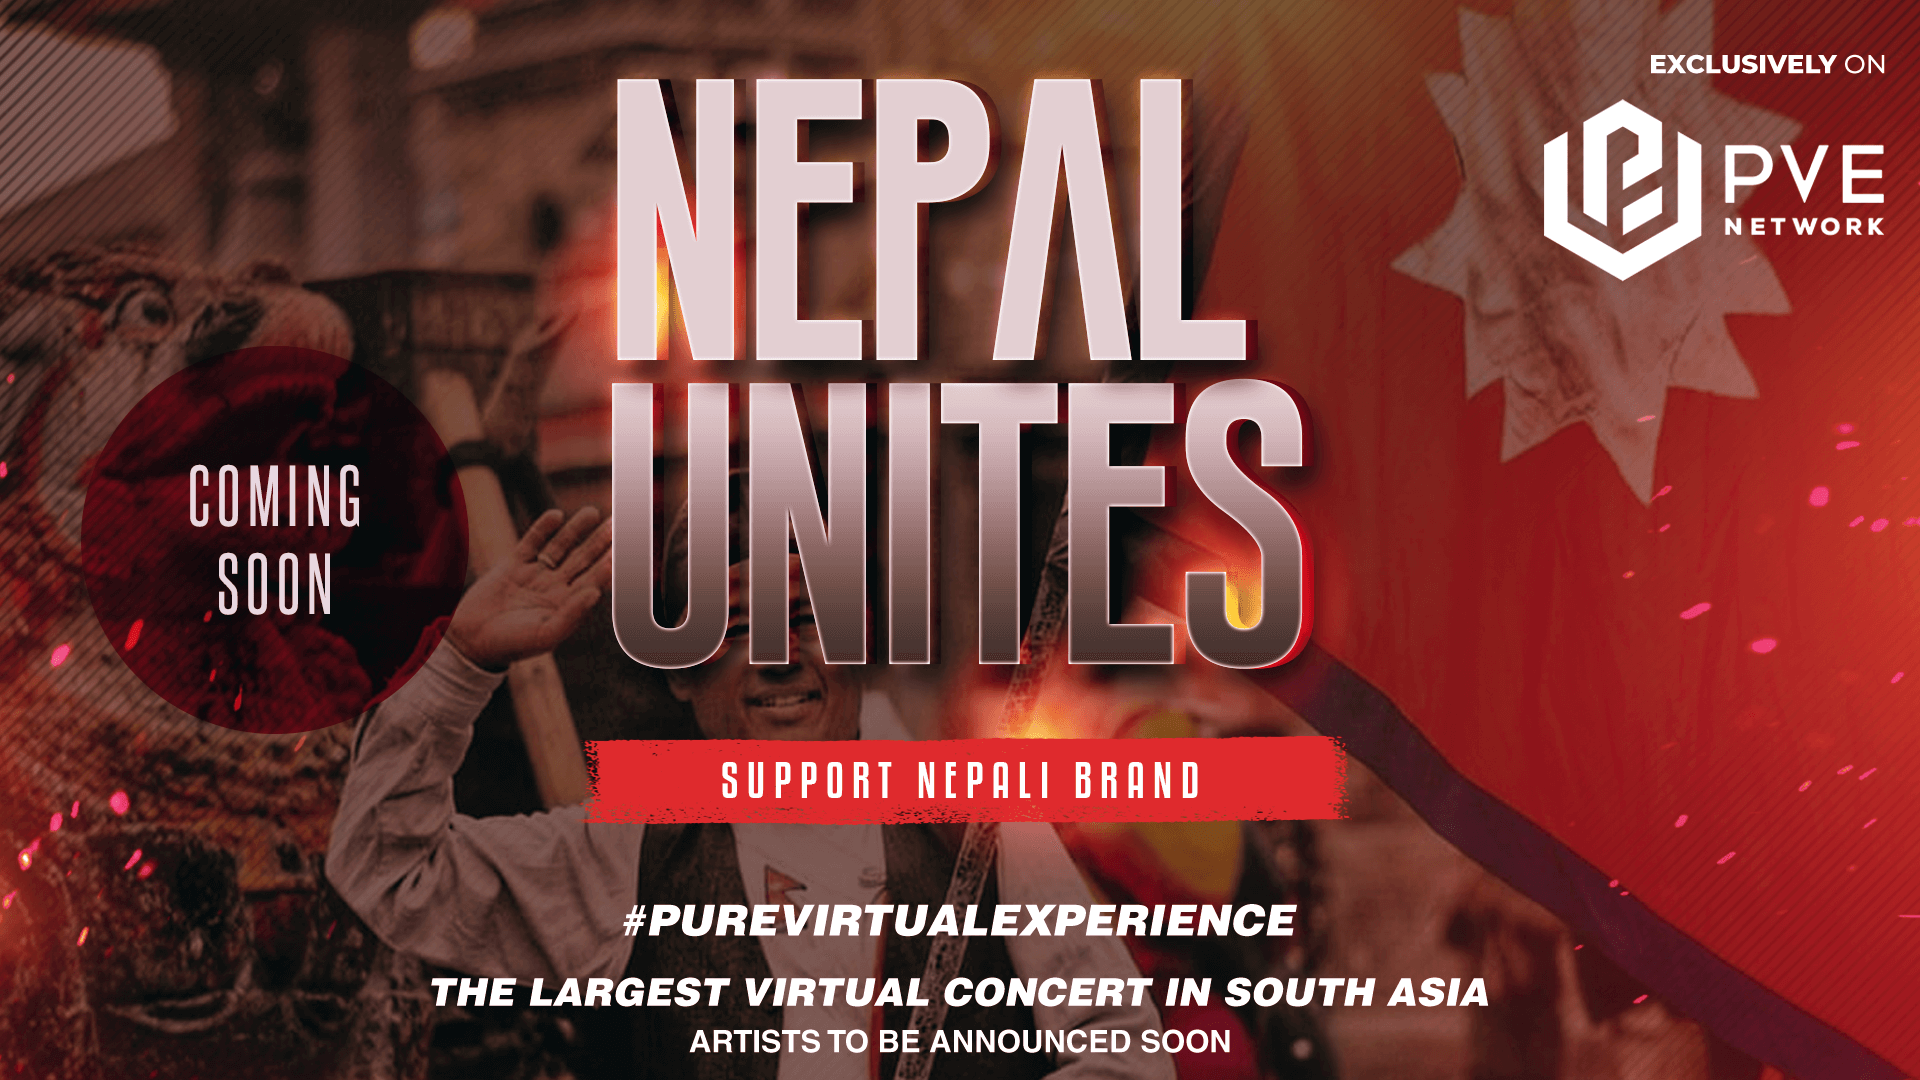 EXCLUSIVELY ON
PVE
NETWORK
NEPAL
UNITES
COMING
SOON
SUPPORT NEPALI BRAND
#PUREVIRTUALEXPERIENCE
THE LARGEST VIRTUAL CONCERT IN SOUTH ASIA
ARTISTS TO BE ANNOUNCED SOON